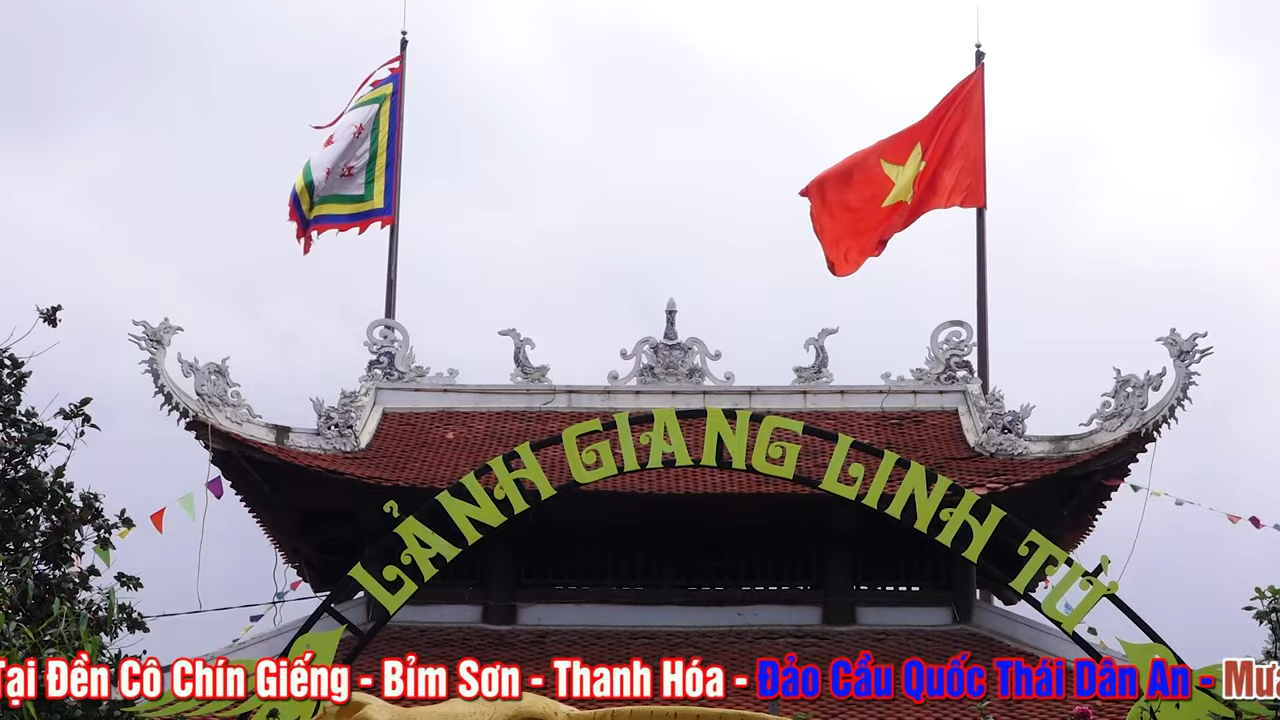 LẢNH GIANG LINH TỪ
Tại Đền Cô Chín Giếng - Bỉm Sơn - Thanh Hóa - Đảo Cầu Quốc Thái Dân An -